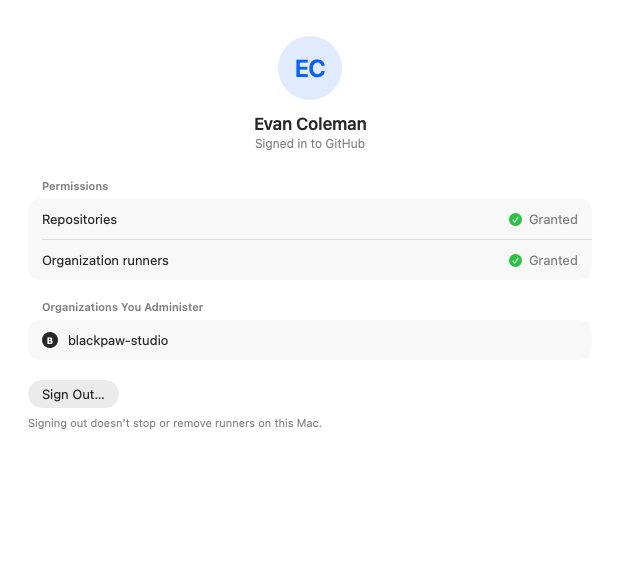 EC
Evan Coleman
Signed in to GitHub
Permissions
Repositories
Granted
Organization runners
Granted
Organizations You Administer
B
blackpaw-studio
Sign Out…
Signing out doesn’t stop or remove runners on this Mac.